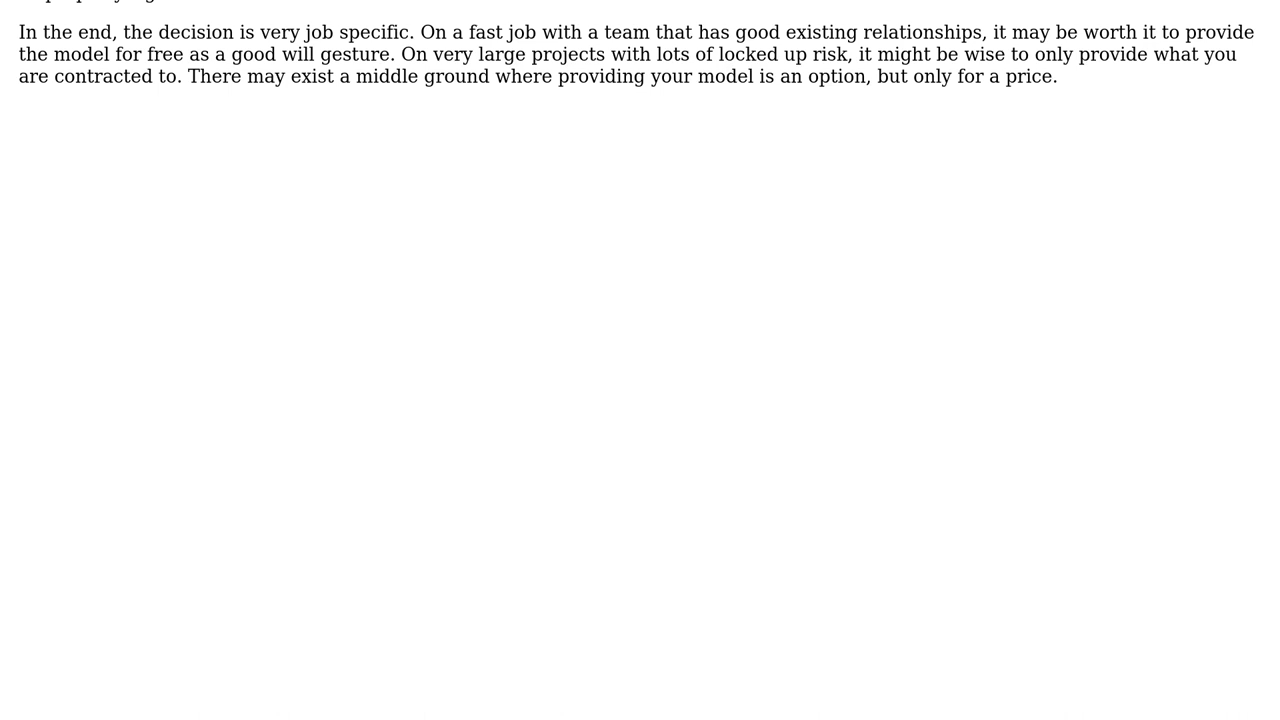 In the end, the decision is very job specific. On a fast job with a team that has good existing relationships, it may be worth it to provide
the model for free as a good will gesture. On very large projects with lots of locked up risk, it might be wise to only provide what you
are contracted to. There may exist a middle ground where providing your model is an option, but only for a price.